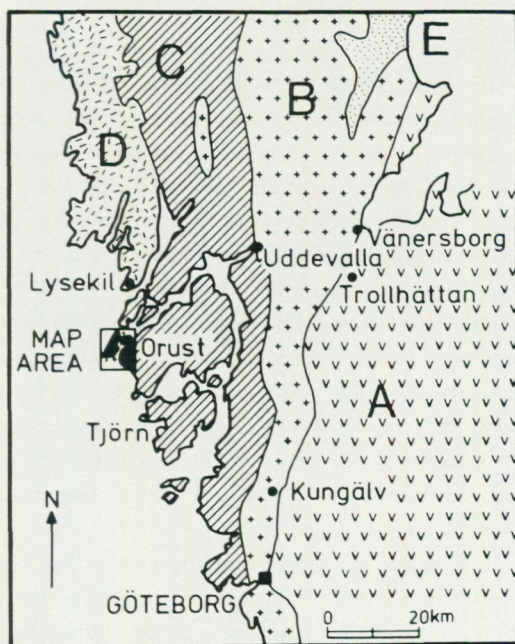 E
C
B
D
Vänersborg
Uddevalla
Lysekil
Trollhättan
MAP
AREA
Orust
A
Tjörn
N
Kungälv
GÖTEBORG
0 20km